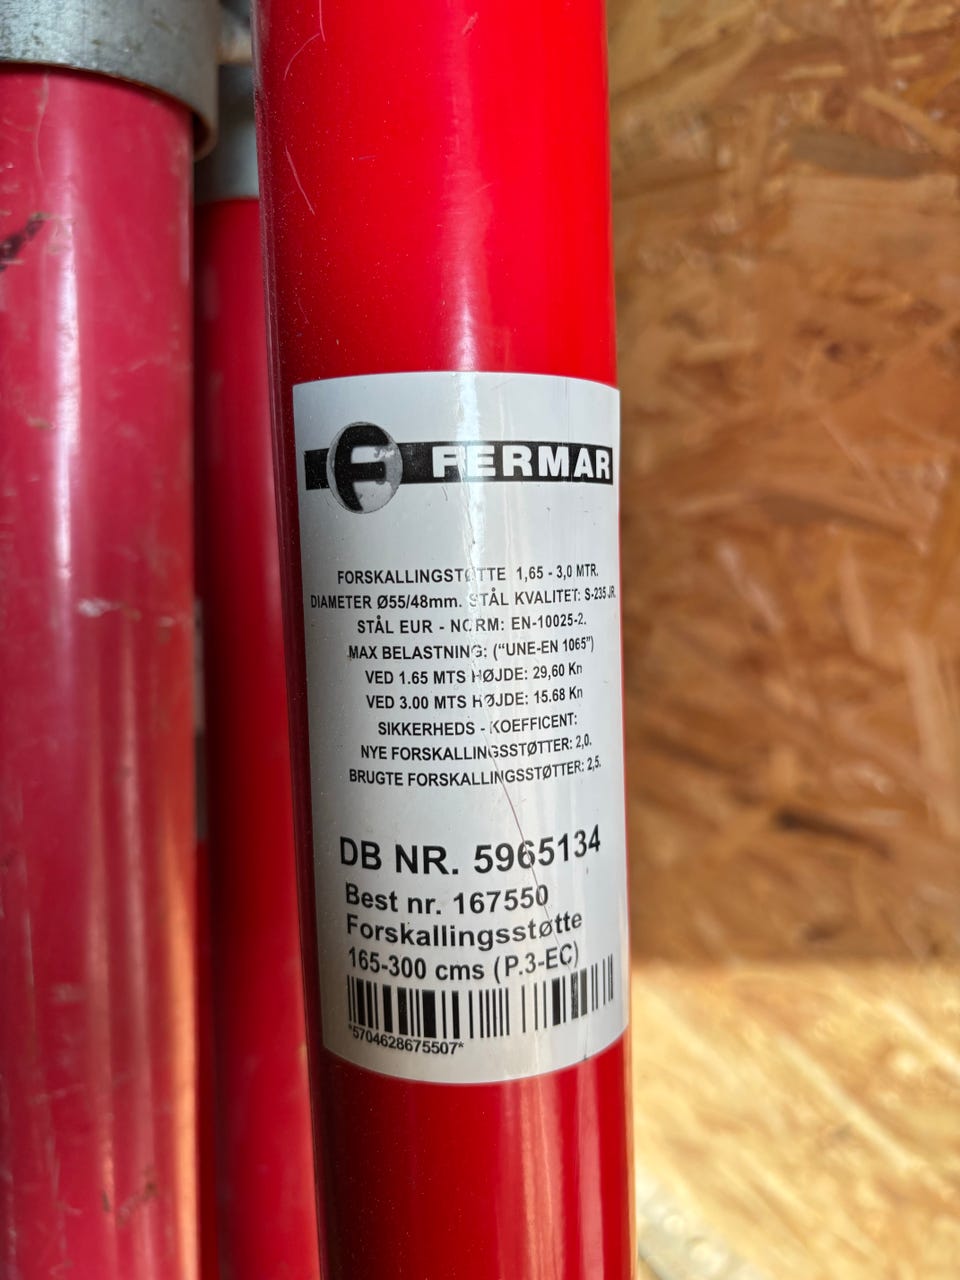 FERMAR
FORSKALLINGSTØTTE 1,65 - 3,0 MTR.
DIAMETER Ø55/48mm. STÅL KVALITET: S-235 JR.
STÅL EUR - NORM: EN-10025-2.
MAX BELASTNING: ("UNE-EN 1065")
VED 1.65 MTS HØJDE: 29,60 Kn
VED 3.00 MTS HØJDE: 15.68 Kn
SIKKERHEDS - KOEFFICENT:
NYE FORSKALLINGSSTØTTER: 2,0.
BRUGTE FORSKALLINGSSTØTTER: 2,5.
DB NR. 5965134
Best nr. 167550
Forskallingsstøtte
165-300 cms (P.3-EC)
*5704628675507*